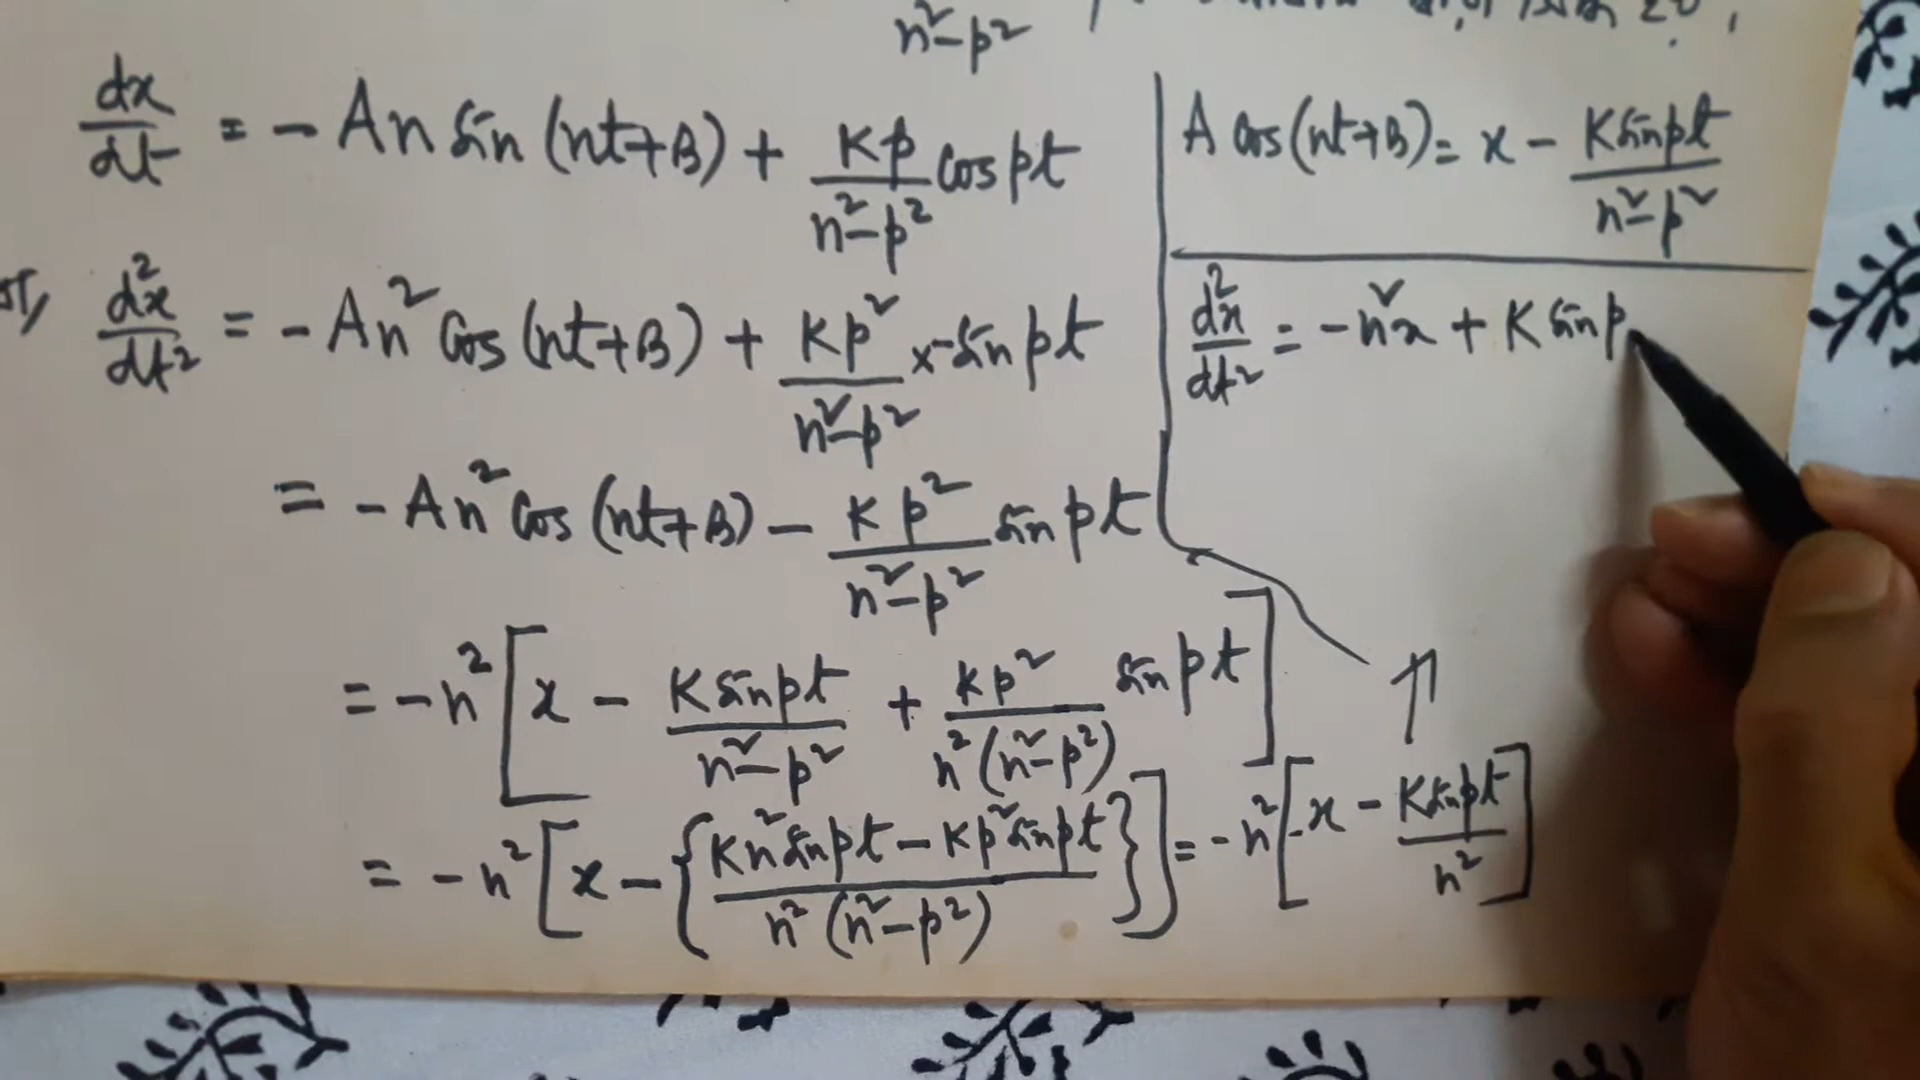 n²-p²
dx/dt = - An sin (nt+B) + Kp/(n²-p²) cos pt
d²x/dt² = - An² cos (nt+B) + Kp²/(n²-p²) x - sin pt
= - An² cos (nt+B) - Kp²/(n²-p²) sin pt
= - n² [x - K sin pt/(n²-p²) + Kp²/(n²(n²-p²)) sin pt]
= - n² [x - {(Kn² sin pt - Kp² sin pt)/(n²(n²-p²))}] = - n² [x - K sin pt/n²]
A cos (nt+B) = x - K sin pt/(n²-p²)
d²x/dt² = - n²x + K sin p